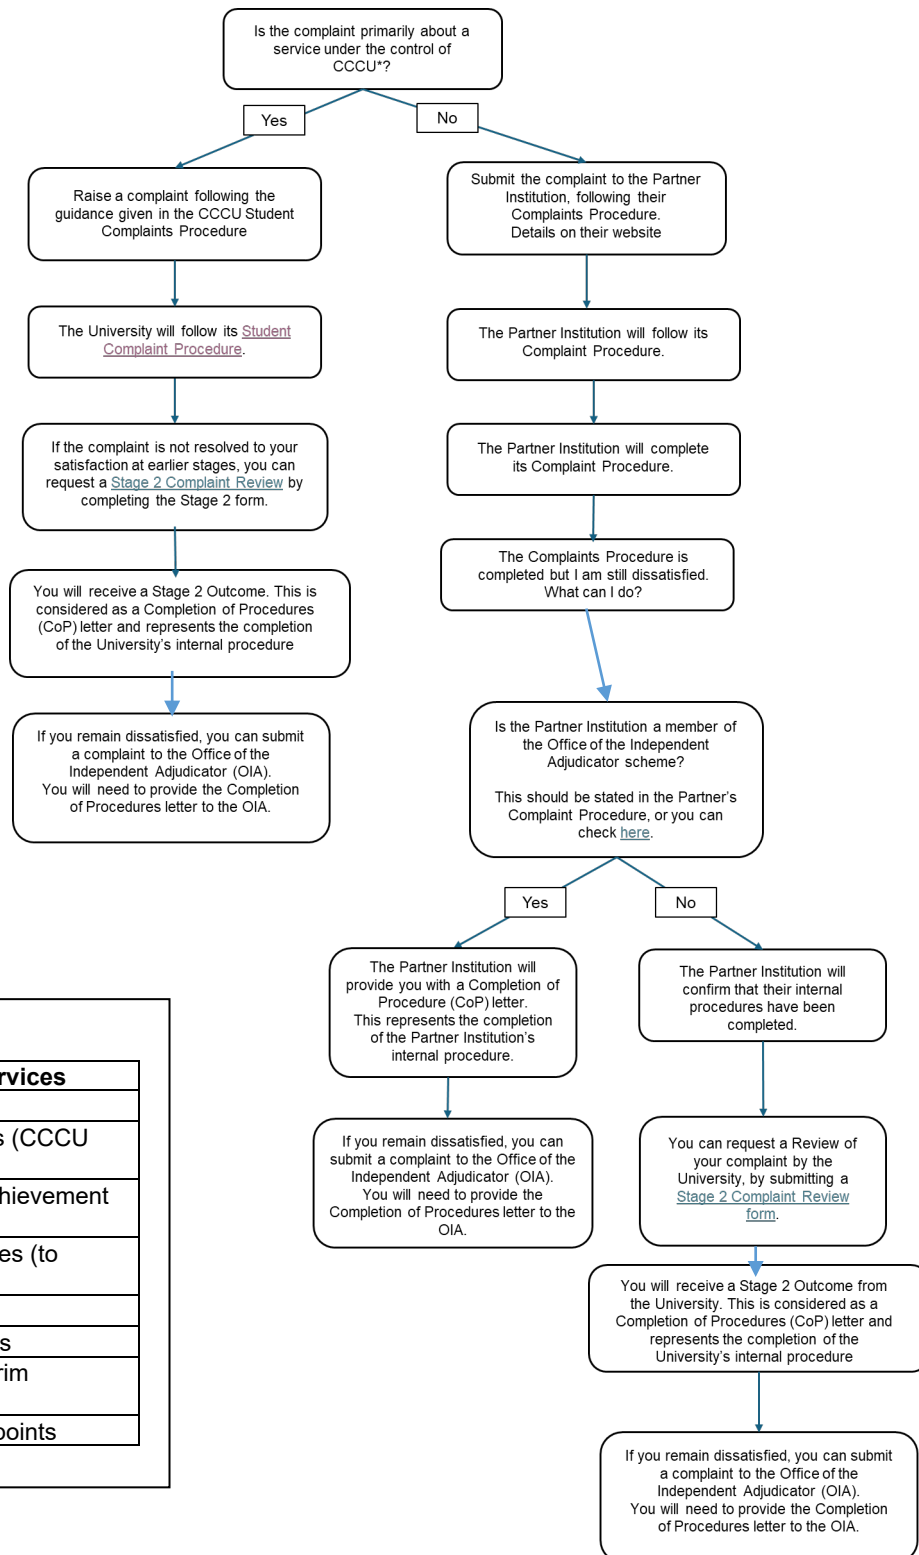 Is the complaint primarily about a
service under the control of
CCCU*?
Yes
No
Raise a complaint following the
guidance given in the CCCU Student
Complaints Procedure
The University will follow its Student
Complaint Procedure.
If the complaint is not resolved to your
satisfaction at earlier stages, you can
request a Stage 2 Complaint Review by
completing the Stage 2 form.
You will receive a Stage 2 Outcome. This is
considered as a Completion of Procedures
(CoP) letter and represents the completion
of the University’s internal procedure
If you remain dissatisfied, you can submit
a complaint to the Office of the
Independent Adjudicator (OIA).
You will need to provide the Completion
of Procedures letter to the OIA.
Submit the complaint to the Partner
Institution, following their
Complaints Procedure.
Details on their website
The Partner Institution will follow its
Complaint Procedure.
The Partner Institution will complete
its Complaint Procedure.
The Complaints Procedure is
completed but I am still dissatisfied.
What can I do?
Is the Partner Institution a member of
the Office of the Independent
Adjudicator scheme?
This should be stated in the Partner’s
Complaint Procedure, or you can
check here.
Yes
No
The Partner Institution will
provide you with a Completion of
Procedure (CoP) letter.
This represents the completion
of the Partner Institution’s
internal procedure.
If you remain dissatisfied, you can
submit a complaint to the Office of the
Independent Adjudicator (OIA).
You will need to provide the
Completion of Procedures letter to the
OIA.
The Partner Institution will
confirm that their internal
procedures have been
completed.
You can request a Review of
your complaint by the
University, by submitting a
Stage 2 Complaint Review
form.
You will receive a Stage 2 Outcome from
the University. This is considered as a
Completion of Procedures (CoP) letter and
represents the completion of the
University’s internal procedure
If you remain dissatisfied, you can submit
a complaint to the Office of the
Independent Adjudicator (OIA).
You will need to provide the Completion
of Procedures letter to the OIA.
rvices
s (CCCU
hievement
es (to
s
rim
points